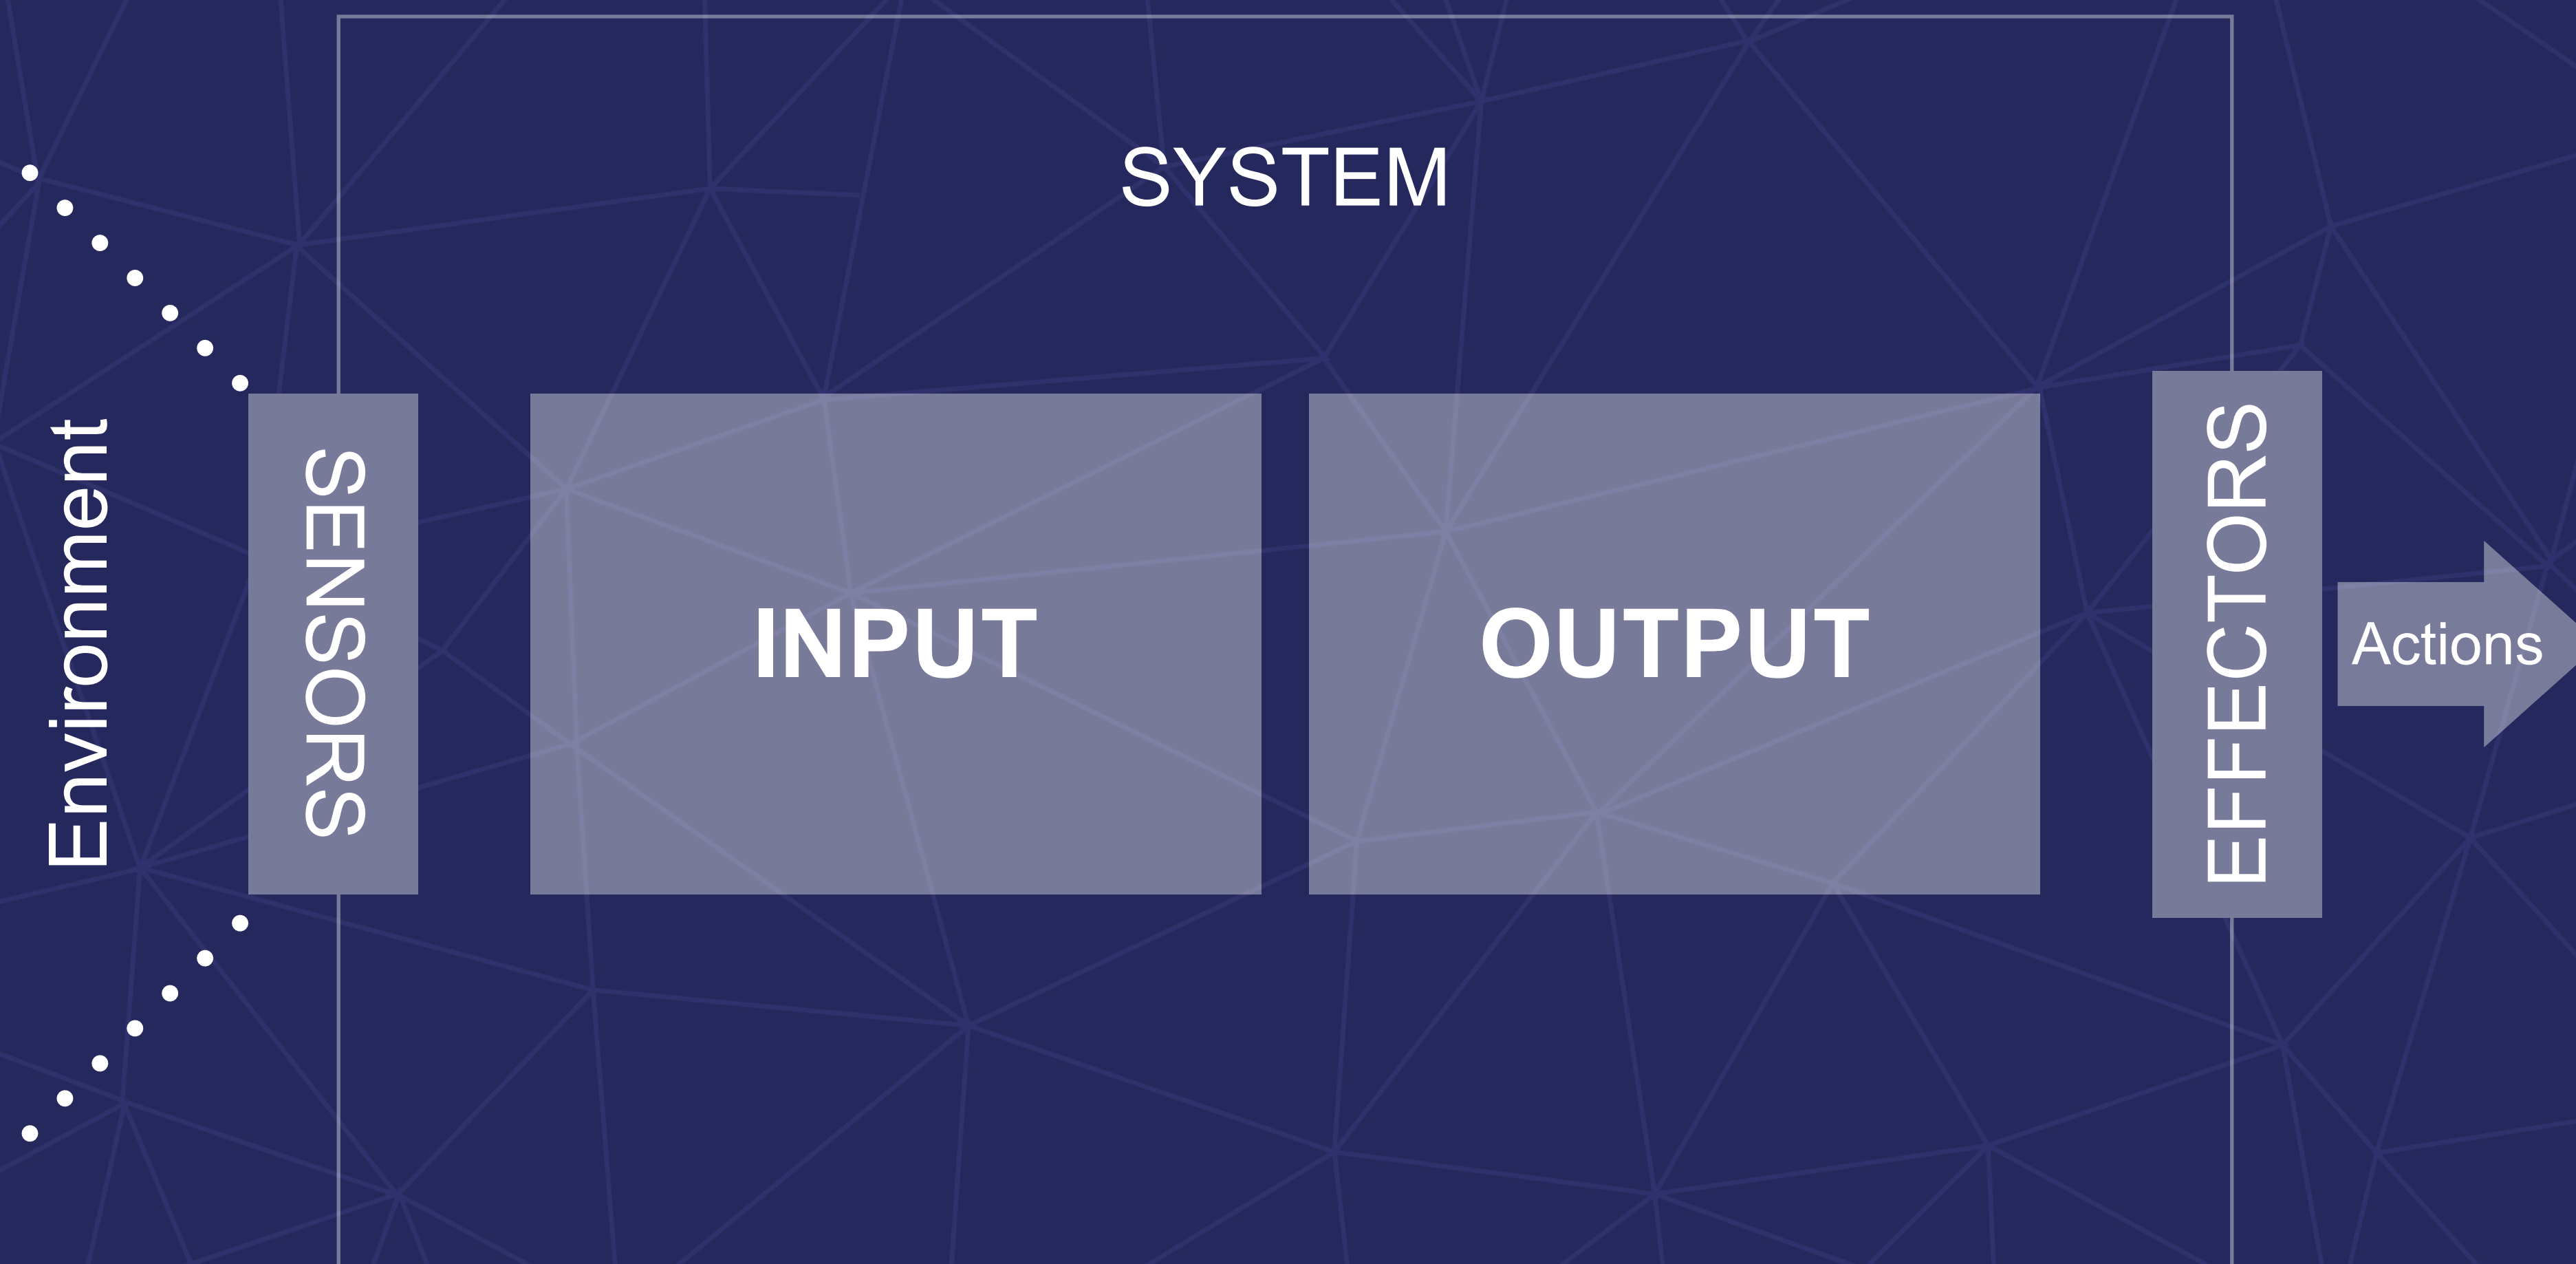 SYSTEM
Environment
SENSORS
INPUT
OUTPUT
EFFECTORS
Actions